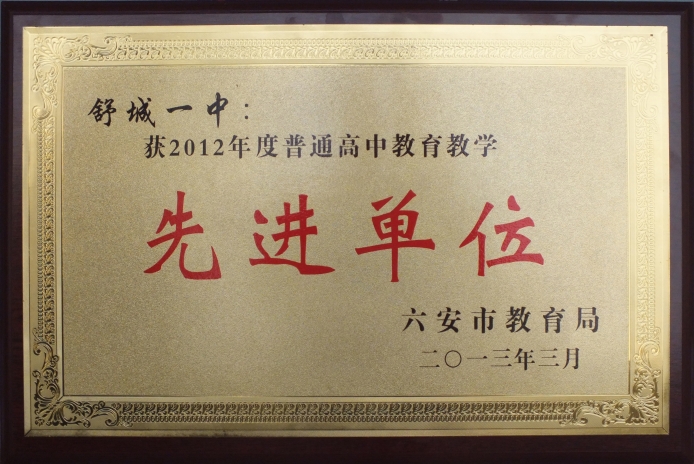 舒城一中：
获2012年度普通高中教育教学
先进单位
六安市教育局
二〇一三年三月